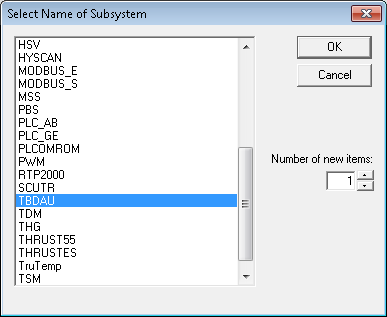 Select Name of Subsystem
HSV
HYSCAN
MODBUS_E
MODBUS_S
MSS
PBS
PLC_AB
PLC_GE
PLCOMROM
PWM
RTP2000
SCUTR
TBDAU
TDM
THG
THRUST55
THRUSTES
TruTemp
TSM
OK
Cancel
Number of new items:
1